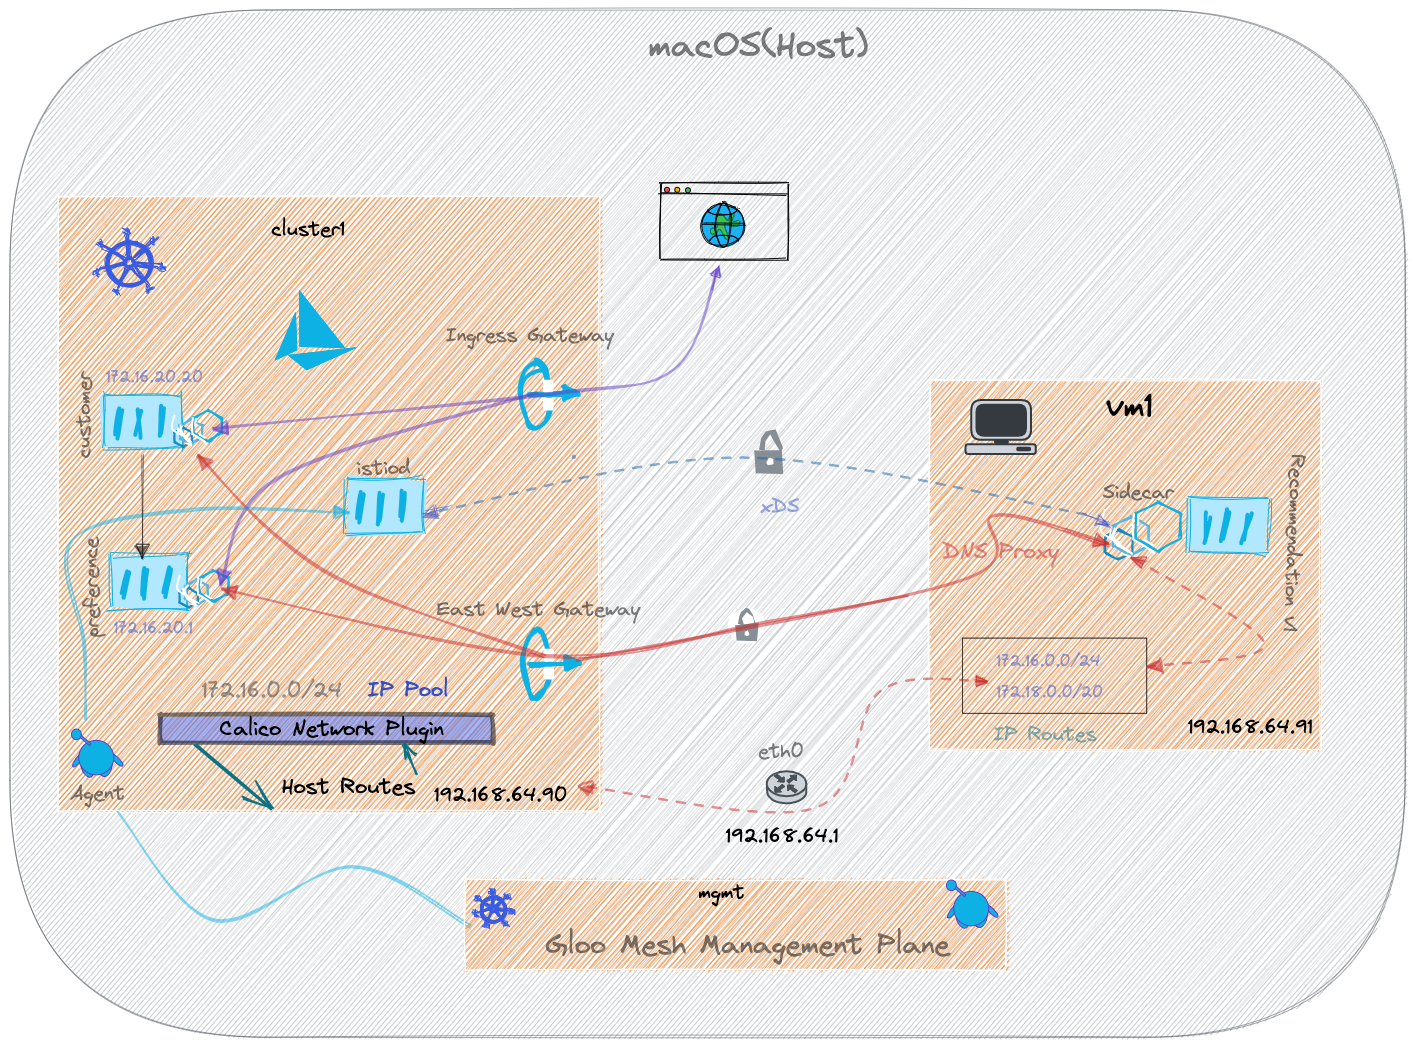 macOS(Host)
cluster1
Ingress Gateway
172.16.20.20
customer
istiod
preference
172.16.20.1
East West Gateway
172.16.0.0/24 IP Pool
Calico Network Plugin
Host Routes
192.168.64.90
Agent
xDS
Vm1
Sidecar
Recommendation V1
DNS Proxy
172.16.0.0/24
172.18.0.0/20
IP Routes
192.168.64.91
eth0
192.168.64.1
mgmt
Gloo Mesh Management Plane